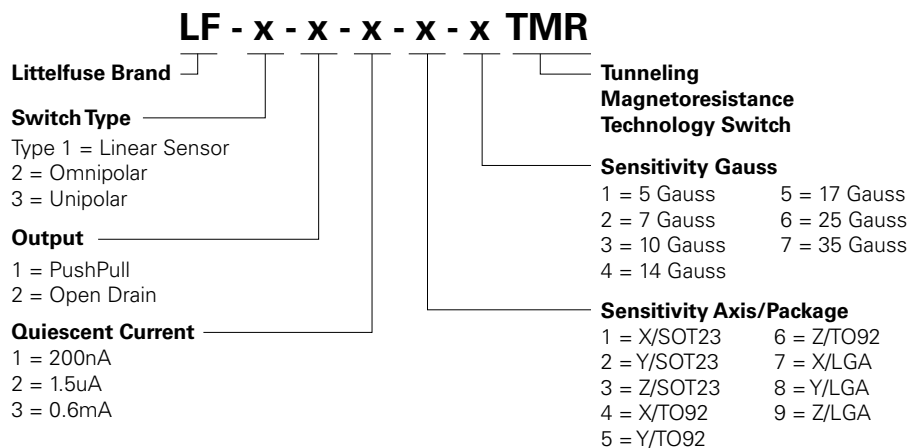 LF - x - x - x - x - x TMR
Littelfuse Brand
Switch Type
Type 1 = Linear Sensor
2 = Omnipolar
3 = Unipolar
Output
1 = PushPull
2 = Open Drain
Quiescent Current
1 = 200nA
2 = 1.5uA
3 = 0.6mA
Tunneling
Magnetoresistance
Technology Switch
Sensitivity Gauss
1 = 5 Gauss 5 = 17 Gauss
2 = 7 Gauss 6 = 25 Gauss
3 = 10 Gauss 7 = 35 Gauss
4 = 14 Gauss
Sensitivity Axis/Package
1 = X/SOT23 6 = Z/TO92
2 = Y/SOT23 7 = X/LGA
3 = Z/SOT23 8 = Y/LGA
4 = X/TO92 9 = Z/LGA
5 = Y/TO92